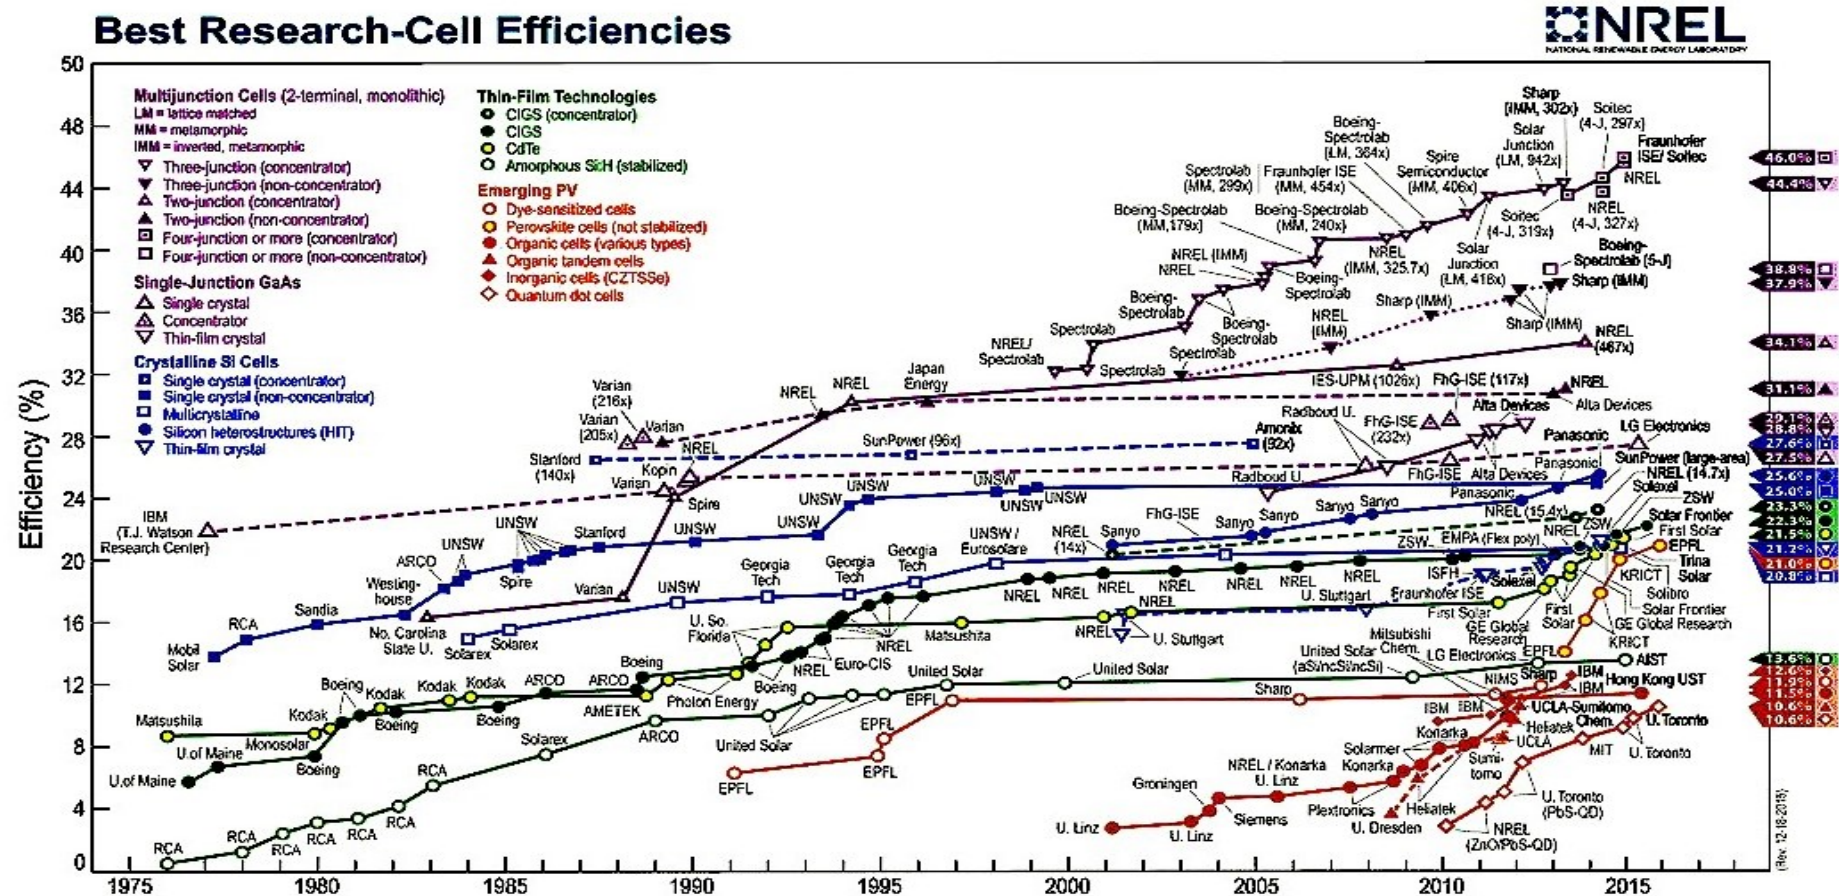 Best Research-Cell Efficiencies
NREL
NATIONAL RENEWABLE ENERGY LABORATORY
Efficiency (%)
50
48
44
40
36
32
28
24
20
16
12
8
4
0
1975
1980
1985
1990
1995
2000
2005
2010
2015
Multijunction Cells (2-terminal, monolithic)
LM = lattice matched
MM = metamorphic
IMM = inverted, metamorphic
Three-junction (concentrator)
Three-junction (non-concentrator)
Two-junction (concentrator)
Two-junction (non-concentrator)
Four-junction or more (concentrator)
Four-junction or more (non-concentrator)
Single-Junction GaAs
Single crystal
Concentrator
Thin-film crystal
Crystalline Si Cells
Single crystal (concentrator)
Single crystal (non-concentrator)
Multicrystalline
Silicon heterostructures (HIT)
Thin-film crystal
Thin-Film Technologies
CIGS (concentrator)
CIGS
CdTe
Amorphous Si:H (stabilized)
Emerging PV
Dye-sensitized cells
Perovskite cells (not stabilized)
Organic cells (various types)
Organic tandem cells
Inorganic cells (CZTSSe)
Quantum dot cells
Sharp
(IMM, 302x)
Soitec
(4-J, 297x)
Fraunhofer
ISE/ Soitec
NREL
Solar
Junction
(LM, 942x)
Boeing-
Spectrolab
(LM, 364x)
Spire
Semiconductor
(MM, 406x)
Spectrolab
(MM, 299x)
Fraunhofer ISE
(MM, 454x)
Boeing-Spectrolab
(MM,179x)
Boeing-Spectrolab
(MM, 240x)
Soitec
(4-J, 319x)
NREL
(4-J, 327x)
NREL (IMM)
NREL
NREL
(IMM, 325.7x)
Solar
Junction
(LM, 418x)
Boeing-
Spectrolab (5-J)
Boeing-
Spectrolab
Boeing-
Spectrolab
Boeing-
Spectrolab
Sharp (IMM)
Sharp (IMM)
Sharp (IMM)
NREL
(IMM)
NREL
(467x)
Spectrolab
NREL/
Spectrolab
Spectrolab
Spectrolab
Japan
Energy
NREL
NREL
IES-UPM (1026x)
FhG-ISE (117x)
NREL
Alta Devices
Varian
(216x)
Varian
(205x)
Varian
NREL
Kopin
Varian
Spire
Stanford
(140x)
SunPower (96x)
Amonix
(92x)
Radboud U.
FhG-ISE
(232x)
Alta Devices
LG Electronics
Panasonic
SunPower (large-area)
NREL (14.7x)
Radboud U.
FhG-ISE
Alta Devices
Panasonic
Solexel
ZSW
Solar Frontier
First Solar
EPFL
Trina
Solar
IBM
(T.J. Watson
Research Center)
UNSW
UNSW
UNSW
UNSW
UNSW
UNSW
UNSW
UNSW
Stanford
Spire
ARCO
Westing-
house
Sandia
RCA
Mobil
Solar
No. Carolina
State U.
Varian
Solarex
Solarex
UNSW
Georgia
Tech
Georgia
Tech
Georgia
Tech
UNSW /
Eurosolare
NREL
(14x)
Sanyo
FhG-ISE
Sanyo
Sanyo
Sanyo
Sanyo
Panasonic
NREL (15.4x)
NREL
ZSW
ZSW
EMPA (Flex poly)
NREL
NREL
NREL
NREL
NREL
NREL
ISFH
Solexel
U. Stuttgart
Fraunhofer ISE
First Solar
First
Solar
KRICT
Solibro
Solar Frontier
GE Global Research
KRICT
GE Global
Research
EPFL
U. So.
Florida
Matsushita
NREL
NREL
U. Stuttgart
NREL
NREL
Euro-CIS
Boeing
Photon Energy
Boeing
Matsushita
Kodak
Boeing
Kodak
Kodak
Kodak
ARCO
ARCO
AMETEK
Boeing
Boeing
Monosolar
Boeing
U.of Maine
U.of Maine
Solarex
ARCO
United Solar
United Solar
United Solar
United Solar
(aSi/ncSi/ncSi)
Mitsubishi
Chem.
LG Electronics
AIST
RCA
RCA
RCA
RCA
RCA
RCA
RCA
EPFL
EPFL
EPFL
EPFL
Sharp
NIMS
Sharp
IBM
IBM
IBM
IBM
Hong Kong UST
UCLA-Sumitomo
Chem.
Heliatek
UCLA
Sumi-
tomo
Konarka
Solarmer
Konarka
Plextronics
Heliatek
U. Dresden
NREL / Konarka
U. Linz
Groningen
Siemens
U. Linz
U. Linz
MIT
U. Toronto
U. Toronto
U. Toronto
(PbS-QD)
NREL
(ZnO/PbS-QD)
46.0%
44.4%
38.8%
37.9%
34.1%
31.1%
29.1%
28.8%
27.6%
27.5%
25.6%
25.0%
23.3%
22.3%
21.5%
21.2%
21.0%
13.6%
12.6%
11.9%
11.5%
10.6%
10.6%